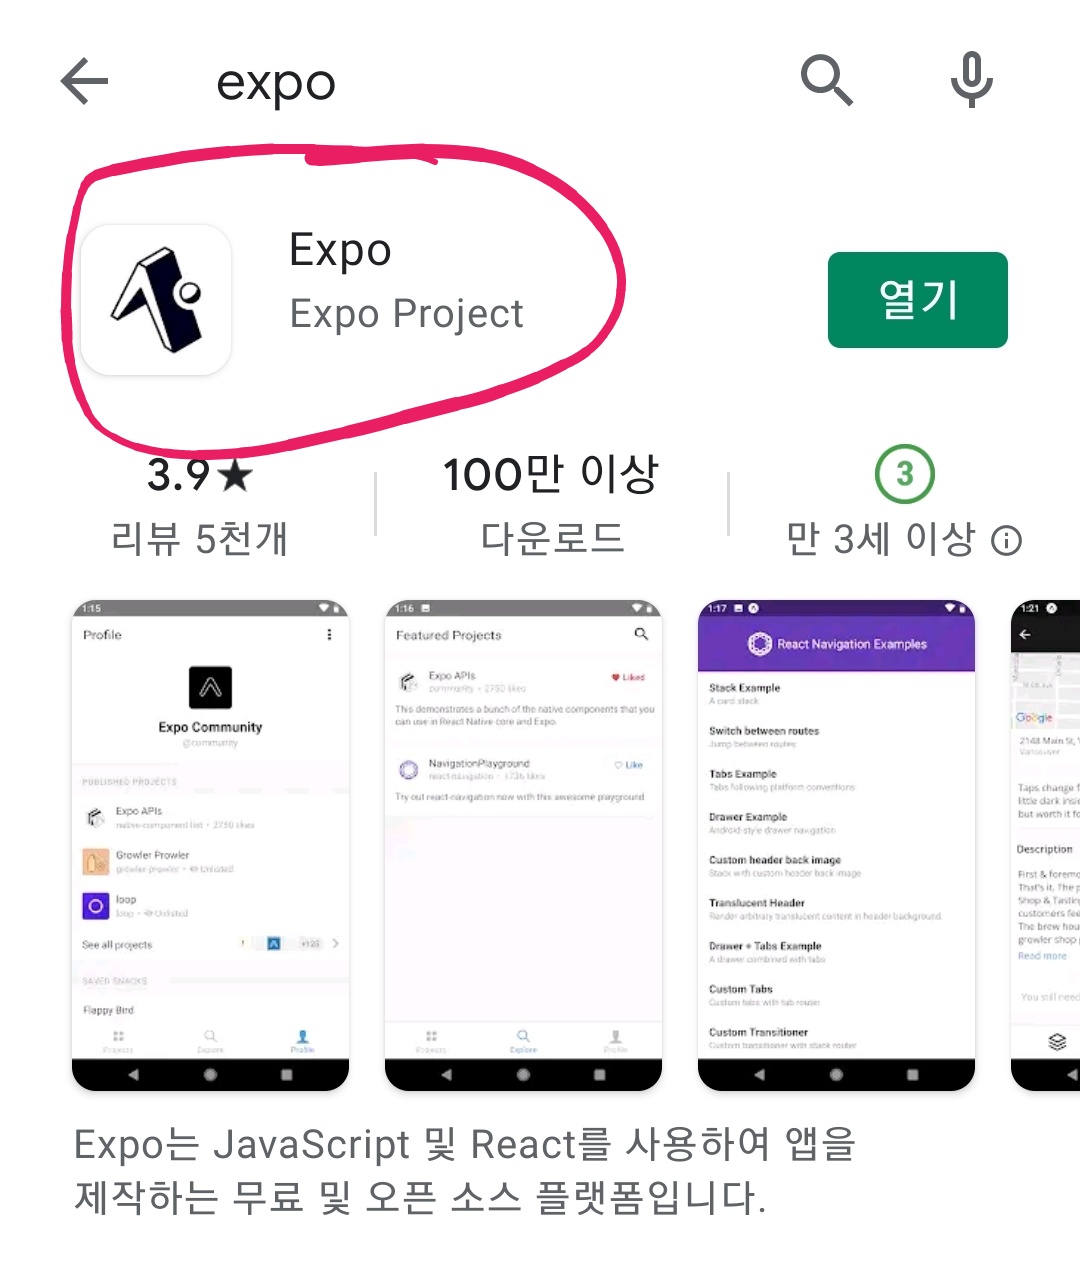 expo
Expo
Expo Project
열기
3.9★
리뷰 5천개
100만 이상
다운로드
3
만 3세 이상
1:15
Profile
Expo Community
@community
PUBLISHED PROJECTS
Expo APIs
native-component-list • 2750 likes
Growler Prowler
growler-prowler • Unlisted
loop
loop • Unlisted
See all projects
+125
SAVED SNACKS
Flappy Bird
Projects
Explore
Profile
1:16
Featured Projects
Expo APIs
community • 2750 likes
Liked
This demonstrates a bunch of the native components that you
can use in React Native core and Expo.
NavigationPlayground
react-navigation • 1736 likes
Like
Try out react-navigation now with this awesome playground
Projects
Explore
Profile
1:17
React Navigation Examples
Stack Example
A card stack
Switch between routes
Jump between routes
Tabs Example
Tabs following platform conventions
Drawer Example
Android-style drawer navigation
Custom header back image
Stack with custom header back image
Translucent Header
Render arbitrary translucent content in header background.
Drawer + Tabs Example
A drawer combined with tabs
Custom Tabs
Custom tabs with tab router
Custom Transitioner
Custom transitioner with stack router
1:21
Google
2148 Main St,
Vancouver
Taps change f
little dark insi
but worth it fo
Description
First & foremo
That's it. The p
Shop & Tasting
customers fee
The brew hou
growler shop
Read more
You still need
Expo는 JavaScript 및 React를 사용하여 앱을
제작하는 무료 및 오픈 소스 플랫폼입니다.